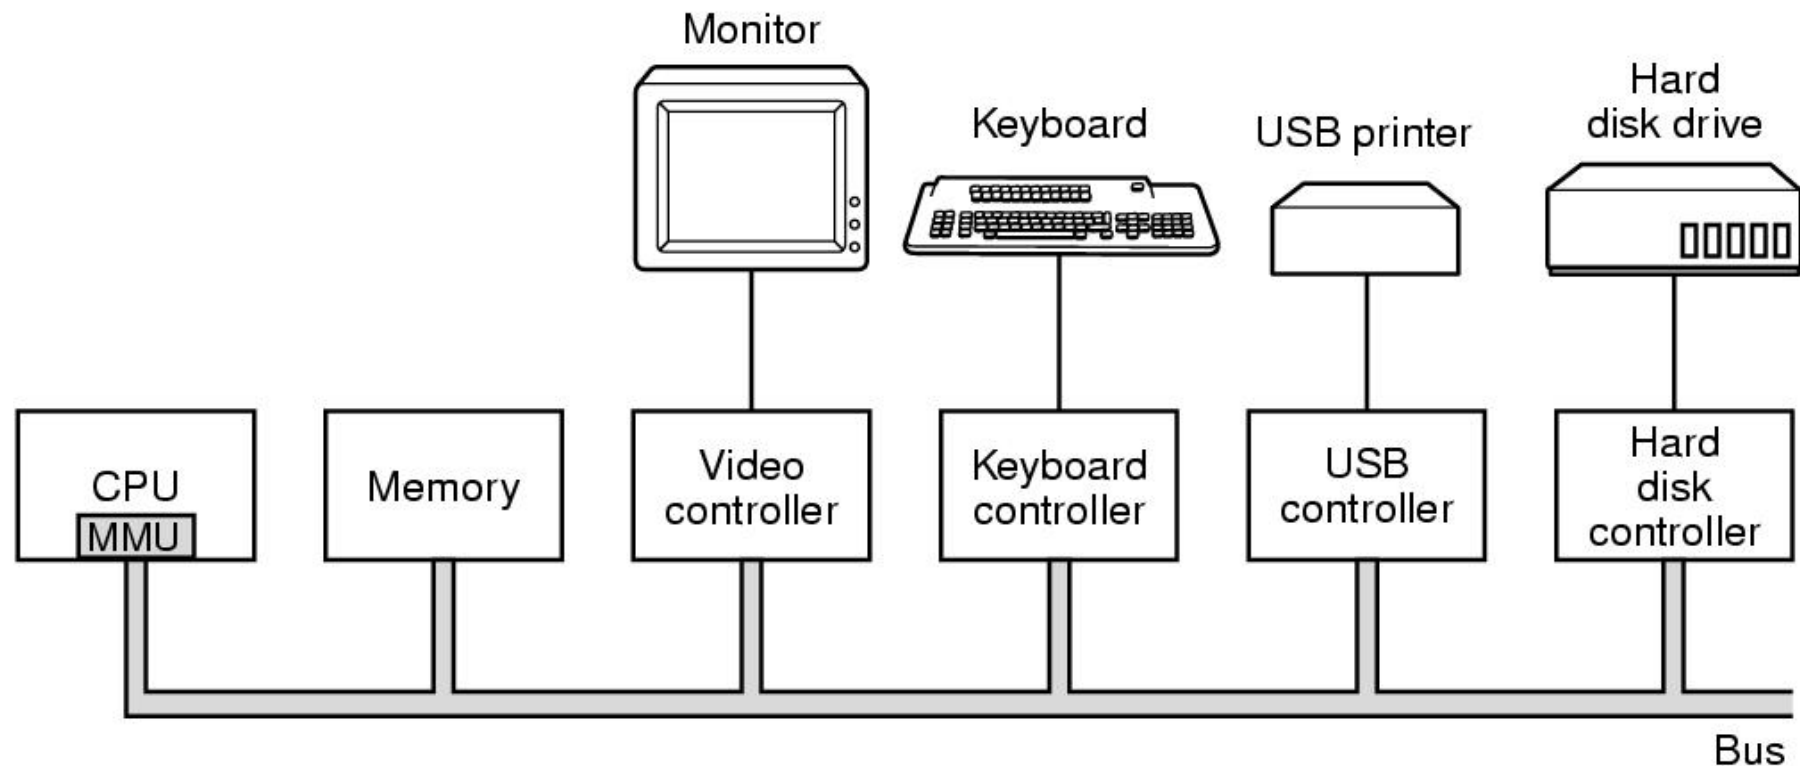 Monitor
Keyboard
USB printer
Hard
disk drive
CPU
MMU
Memory
Video
controller
Keyboard
controller
USB
controller
Hard
disk
controller
Bus